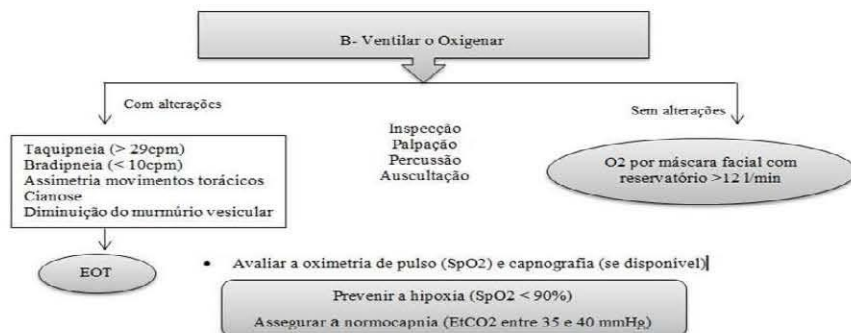 B- Ventilar o Oxigenar
Com alterações
Sem alterações
Taquipneia (> 29cpm)
Bradipneia (< 10cpm)
Assimetria movimentos torácicos
Cianose
Diminuição do murmúrio vesicular
Inspecção
Palpação
Percussão
Auscultação
O2 por máscara facial com
reservatório >12 l/min
EOT
• Avaliar a oximetria de pulso (SpO2) e capnografia (se disponível)
Prevenir a hipoxia (SpO2 < 90%)
Assegurar a normocapnia (EtCO2 entre 35 e 40 mmHg)